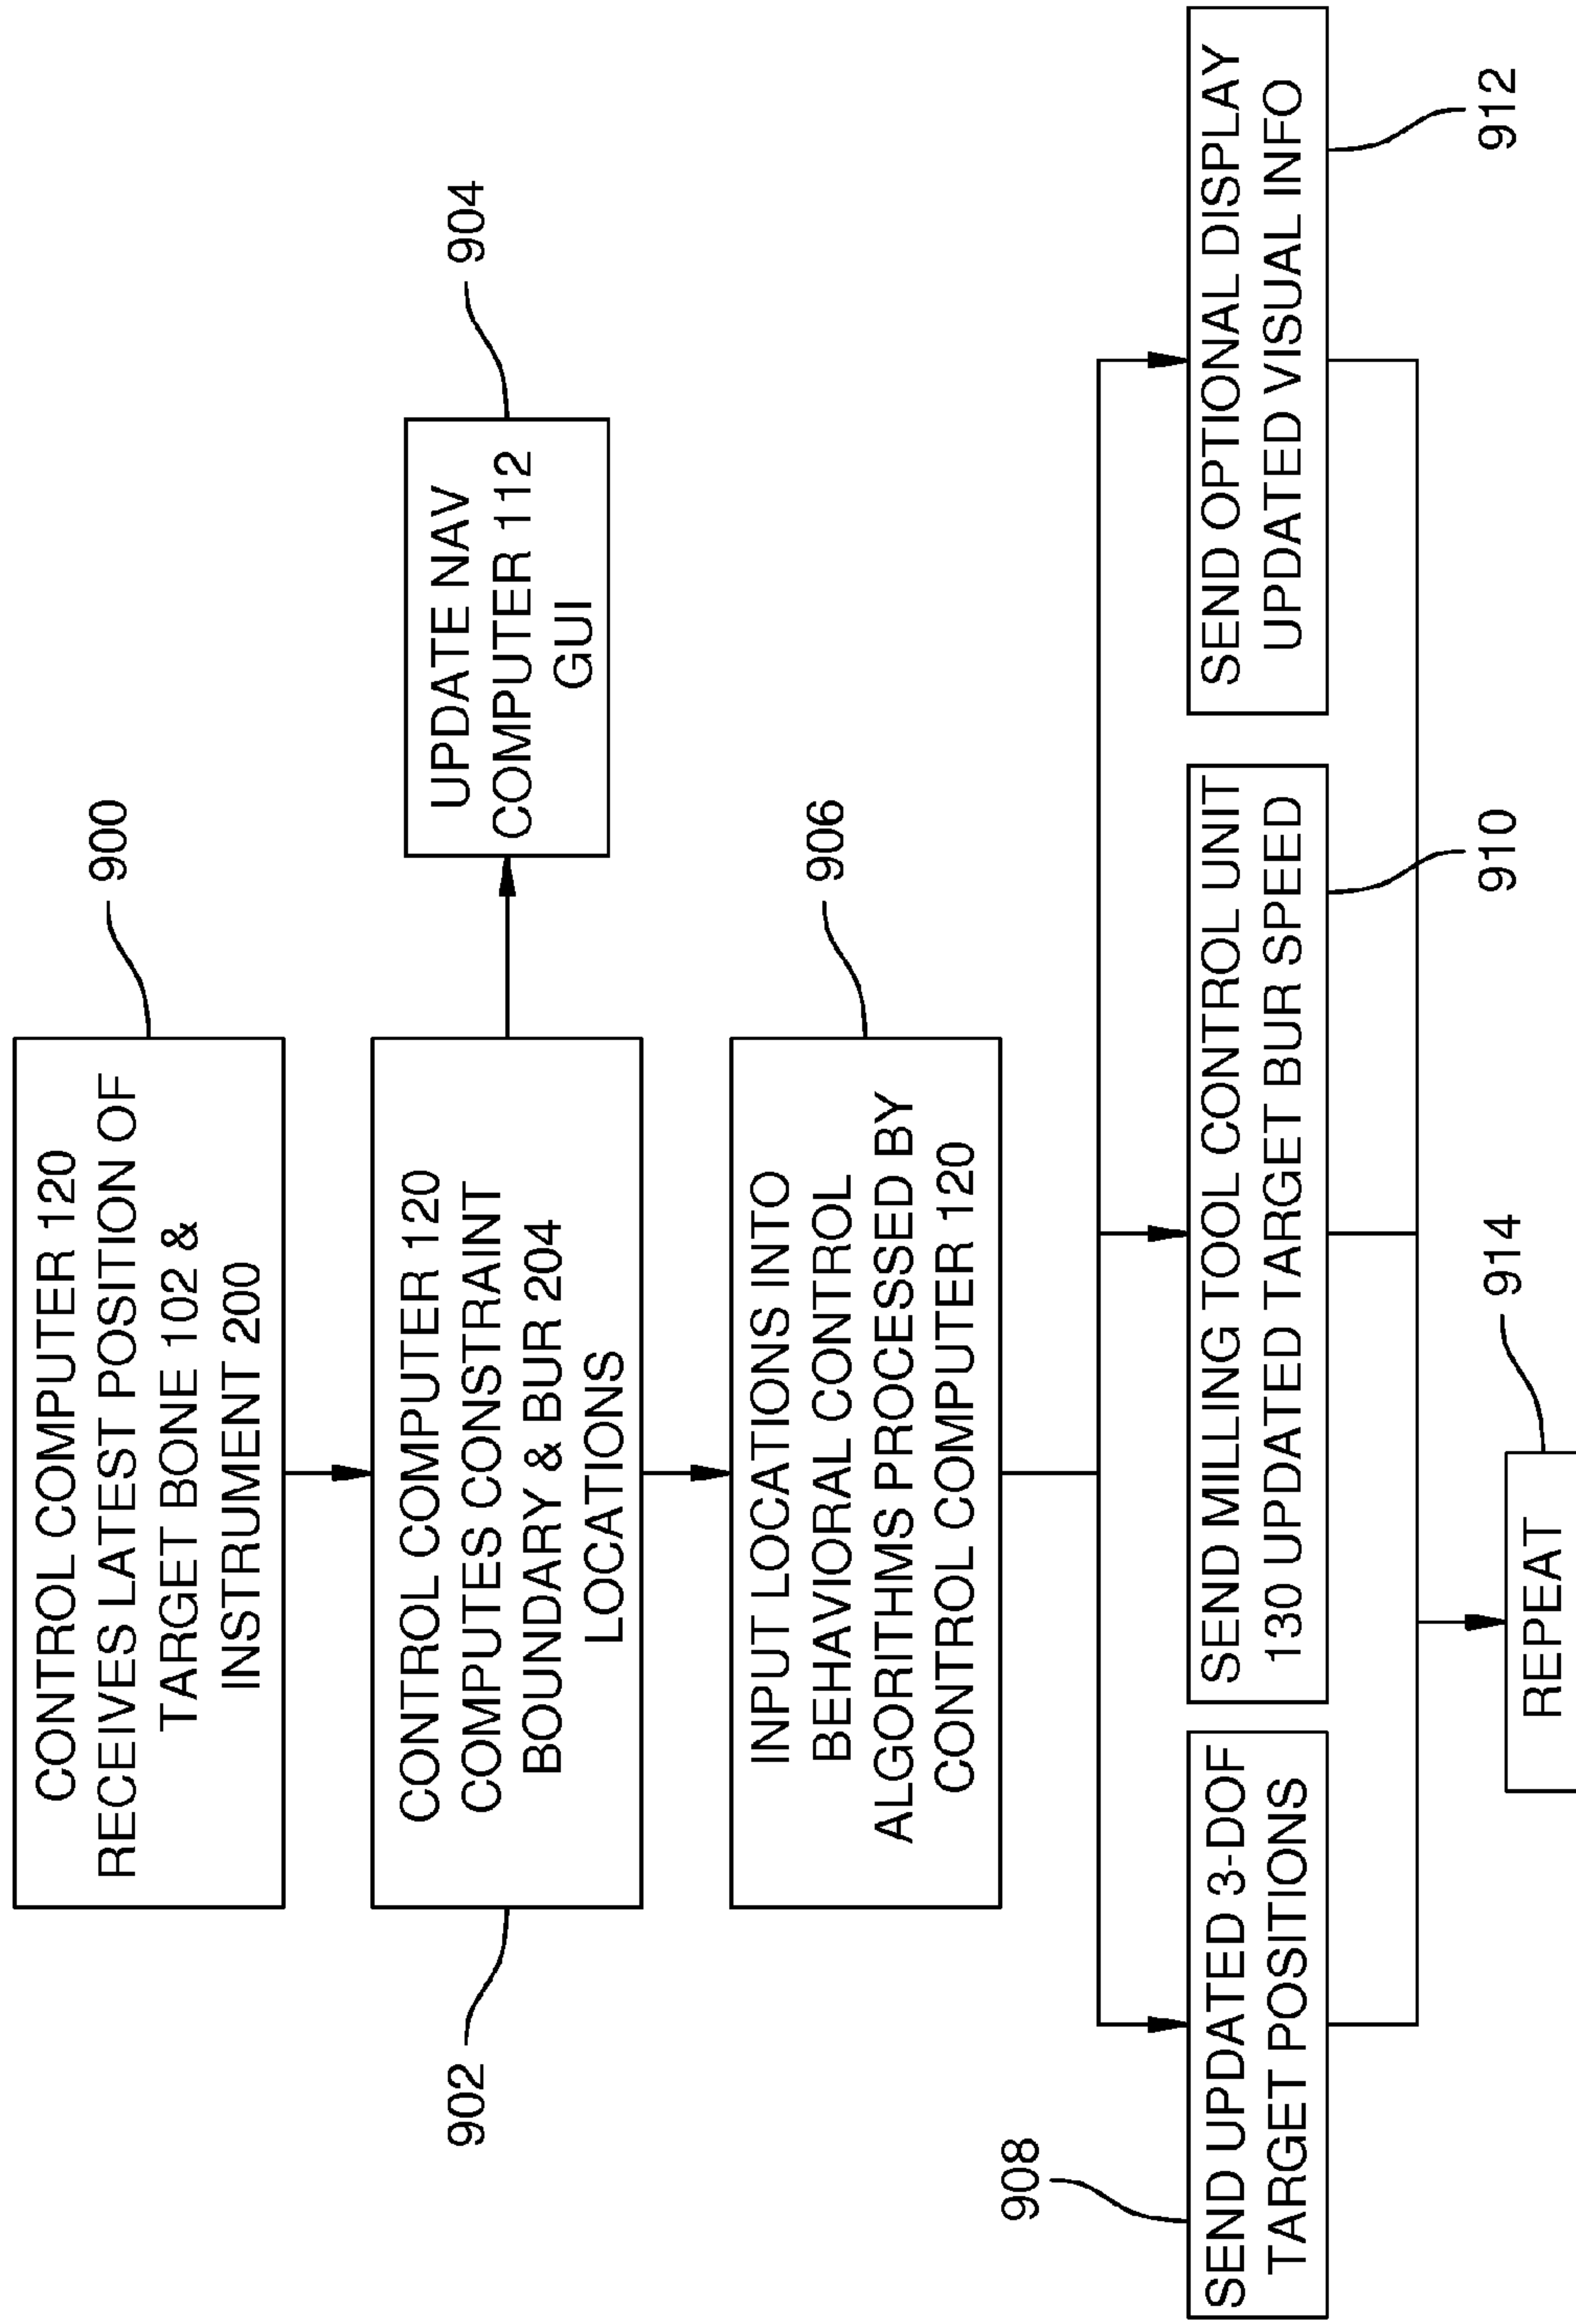 CONTROL COMPUTER 120
RECEIVES LATEST POSITION OF
TARGET BONE 102 &
INSTRUMENT 200
900
CONTROL COMPUTER 120
COMPUTES CONSTRAINT
BOUNDARY & BUR 204
LOCATIONS
902
UPDATE NAV
COMPUTER 112
GUI
904
INPUT LOCATIONS INTO
BEHAVIORAL CONTROL
ALGORITHMS PROCESSED BY
CONTROL COMPUTER 120
906
908
SEND UPDATED 3-DOF
TARGET POSITIONS
SEND MILLING TOOL CONTROL UNIT
130 UPDATED TARGET BUR SPEED
910
SEND OPTIONAL DISPLAY
UPDATED VISUAL INFO
912
REPEAT
914